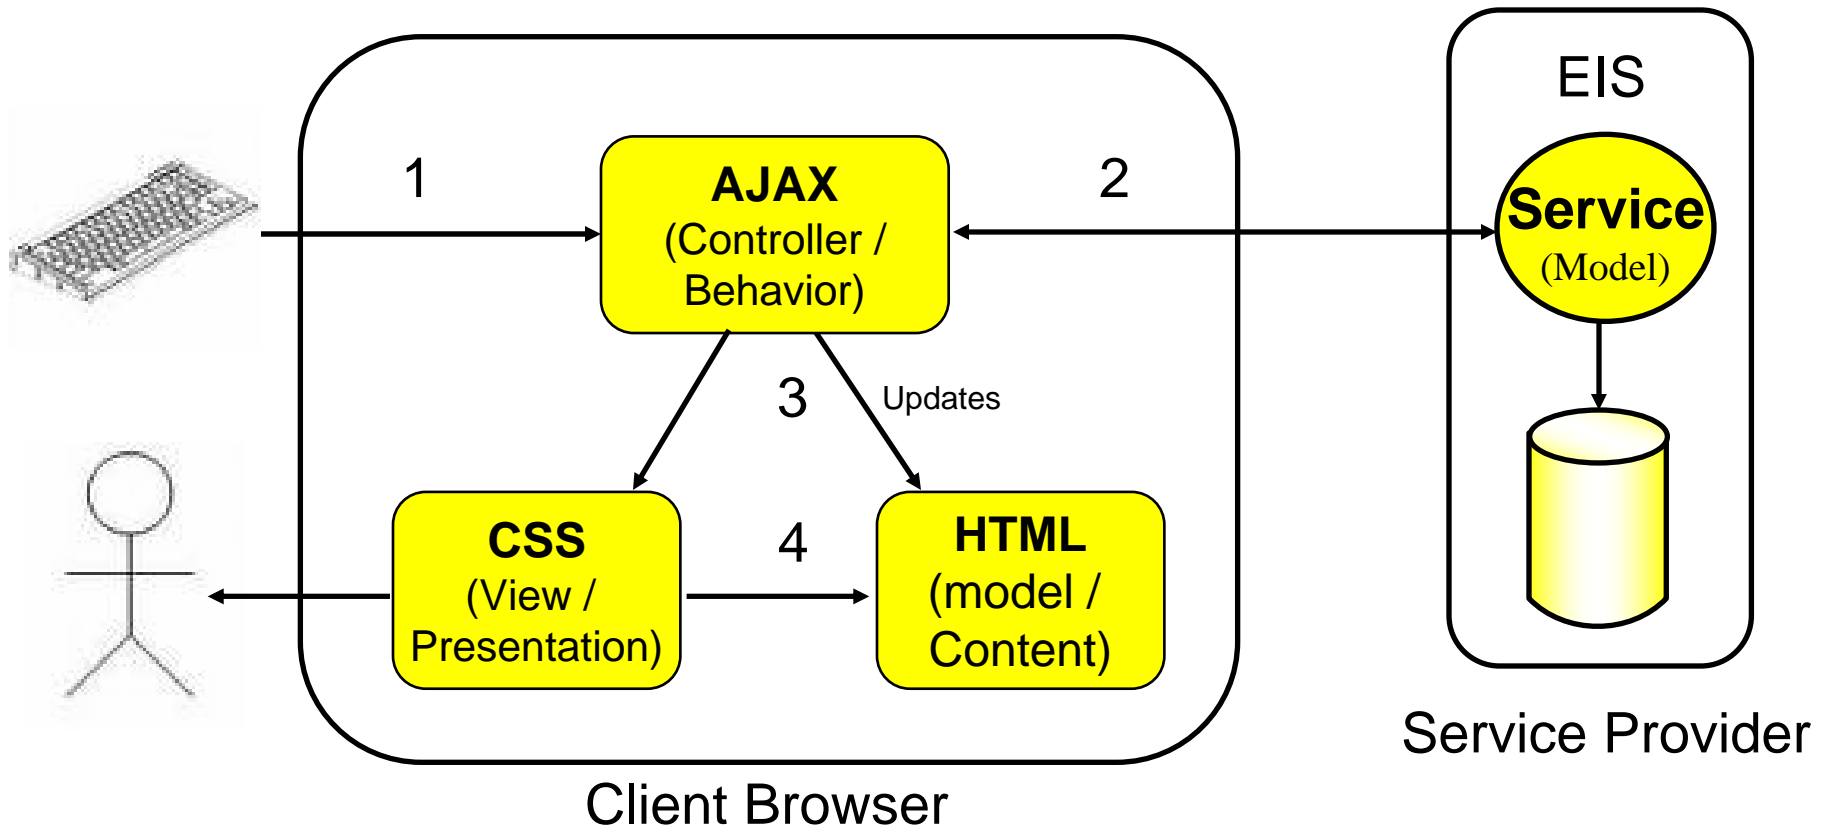 EIS
1
AJAX
(Controller /
Behavior)
2
Service
(Model)
3
Updates
CSS
(View /
Presentation)
4
HTML
(model /
Content)
Service Provider
Client Browser